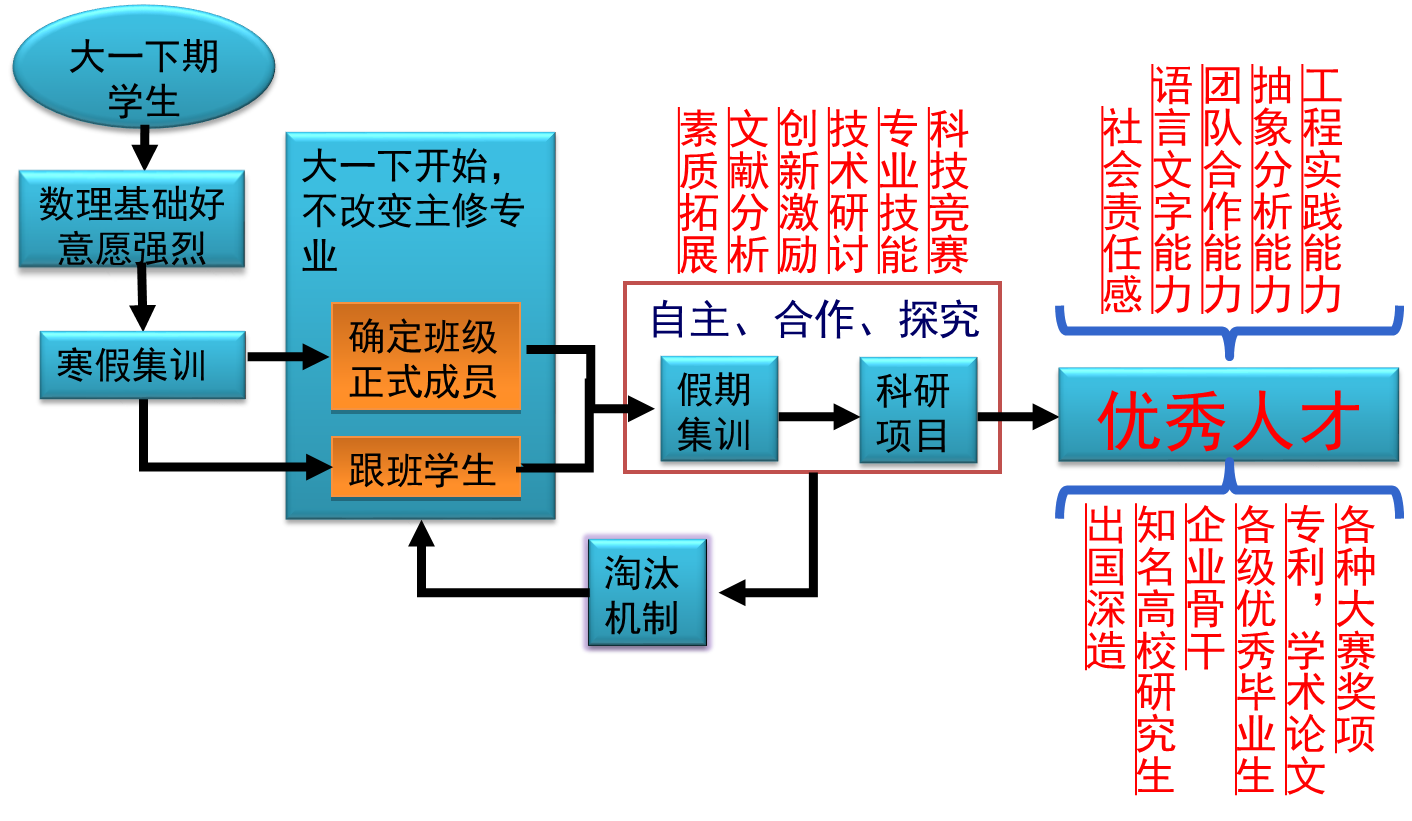 大一下期
学生
数理基础好
意愿强烈
寒假集训
大一下开始，
不改变主修专
业
确定班级
正式成员
跟班学生
素质拓展
文献分析
创新激励
技术研讨
专业技能
科技竞赛
自主、合作、探究
假期
集训
科研
项目
淘汰
机制
社会责任感
语言文字能力
团队合作能力
抽象分析能力
工程实践能力
优秀人才
出国深造
知名高校研究生
企业骨干
各级优秀毕业生
专利，学术论文
各种大赛奖项